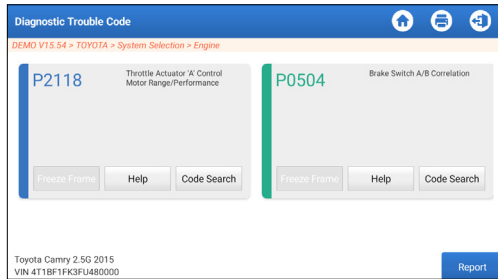 Diagnostic Trouble Code
DEMO V15.54 > TOYOTA > System Selection > Engine
P2118
Throttle Actuator 'A' Control
Motor Range/Performance
Freeze Frame
Help
Code Search
P0504
Brake Switch A/B Correlation
Freeze Frame
Help
Code Search
Toyota Camry 2.5G 2015
VIN 4T1BF1FK3FU480000
Report